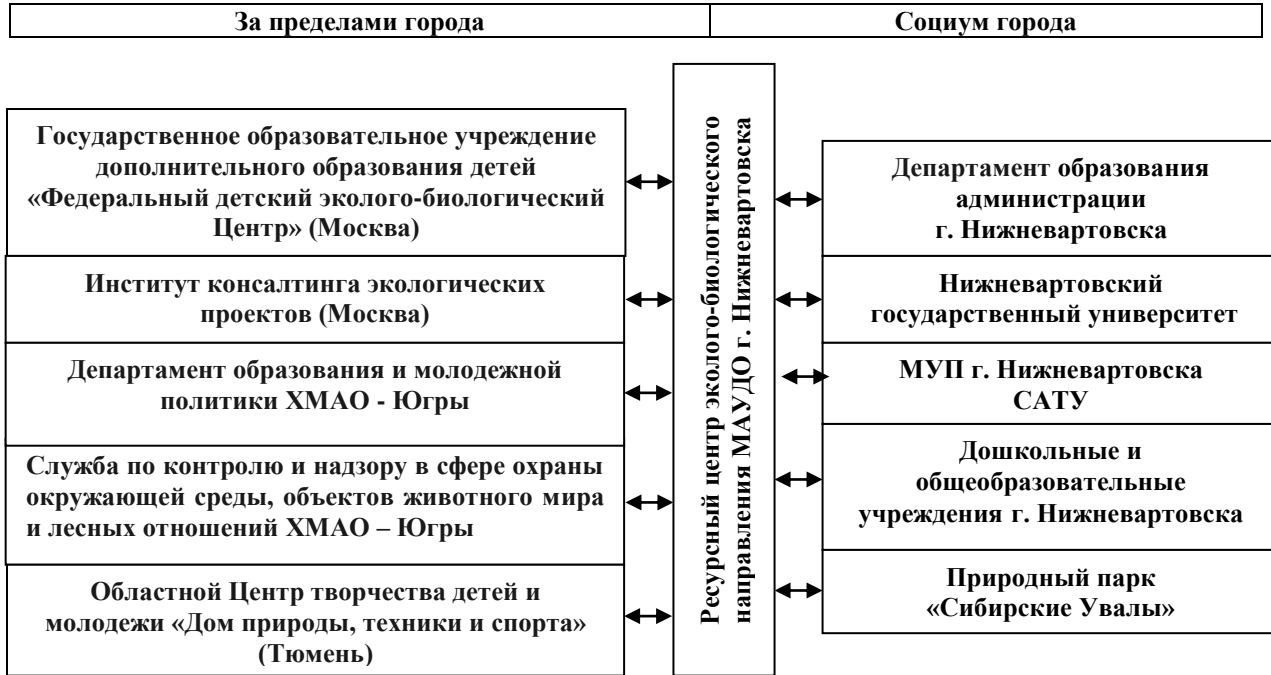 За пределами города
Социум города
Государственное образовательное учреждение
дополнительного образования детей
«Федеральный детский эколого-биологический
Центр» (Москва)
Институт консалтинга экологических
проектов (Москва)
Департамент образования и молодежной
политики ХМАО - Югры
Служба по контролю и надзору в сфере охраны
окружающей среды, объектов животного мира
и лесных отношений ХМАО – Югры
Областной Центр творчества детей и
молодежи «Дом природы, техники и спорта»
(Тюмень)
Ресурсный центр эколого-биологического
направления МАУДО г. Нижневартовска
Департамент образования
администрации
г. Нижневартовска
Нижневартовский
государственный университет
МУП г. Нижневартовска
САТУ
Дошкольные и
общеобразовательные
учреждения г. Нижневартовска
Природный парк
«Сибирские Увалы»